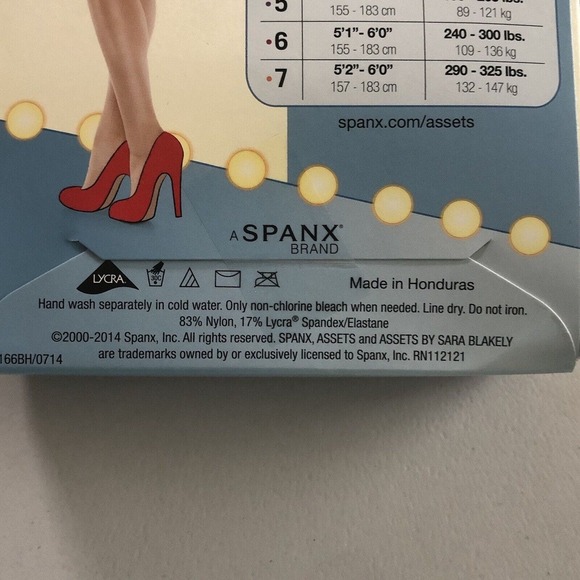 5
155 - 183 cm
89 - 121 kg
6
5'1"- 6'0"
240 - 300 lbs.
155 - 183 cm
109 - 136 kg
7
5'2"- 6'0"
290 - 325 lbs.
157 - 183 cm
132 - 147 kg
spanx.com/assets
A SPANX®
BRAND
LYCRA.
Made in Honduras
Hand wash separately in cold water. Only non-chlorine bleach when needed. Line dry. Do not iron.
83% Nylon, 17% Lycra® Spandex/Elastane
©2000-2014 Spanx, Inc. All rights reserved. SPANX, ASSETS and ASSETS BY SARA BLAKELY
166BH/0714 are trademarks owned by or exclusively licensed to Spanx, Inc. RN112121